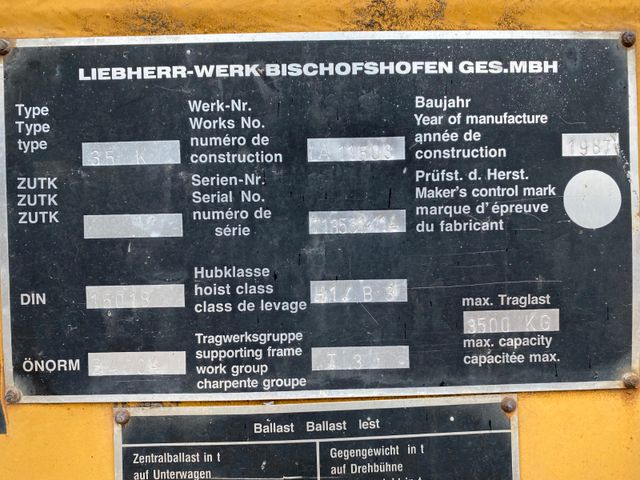 LIEBHERR-WERK BISCHOFSHOFEN GES.MBH
Type
Type
type
35 K
Werk-Nr.
Works No.
numéro de
construction
Baujahr
Year of manufacture
année de
construction
1987
ZUTK
ZUTK
ZUTK
Serien-Nr.
Serial No.
numéro de
série
Prüfst. d. Herst.
Maker's control mark
marque d'épreuve
du fabricant
DIN
15018
Hubklasse
hoist class
class de levage
max. Traglast
3500 KG
max. capacity
capacitée max.
ÖNORM
Tragwerksgruppe
supporting frame
work group
charpente groupe
Ballast Ballast lest
Zentralballast in t
auf Unterwagen
Gegengewicht in t
auf Drehbühne